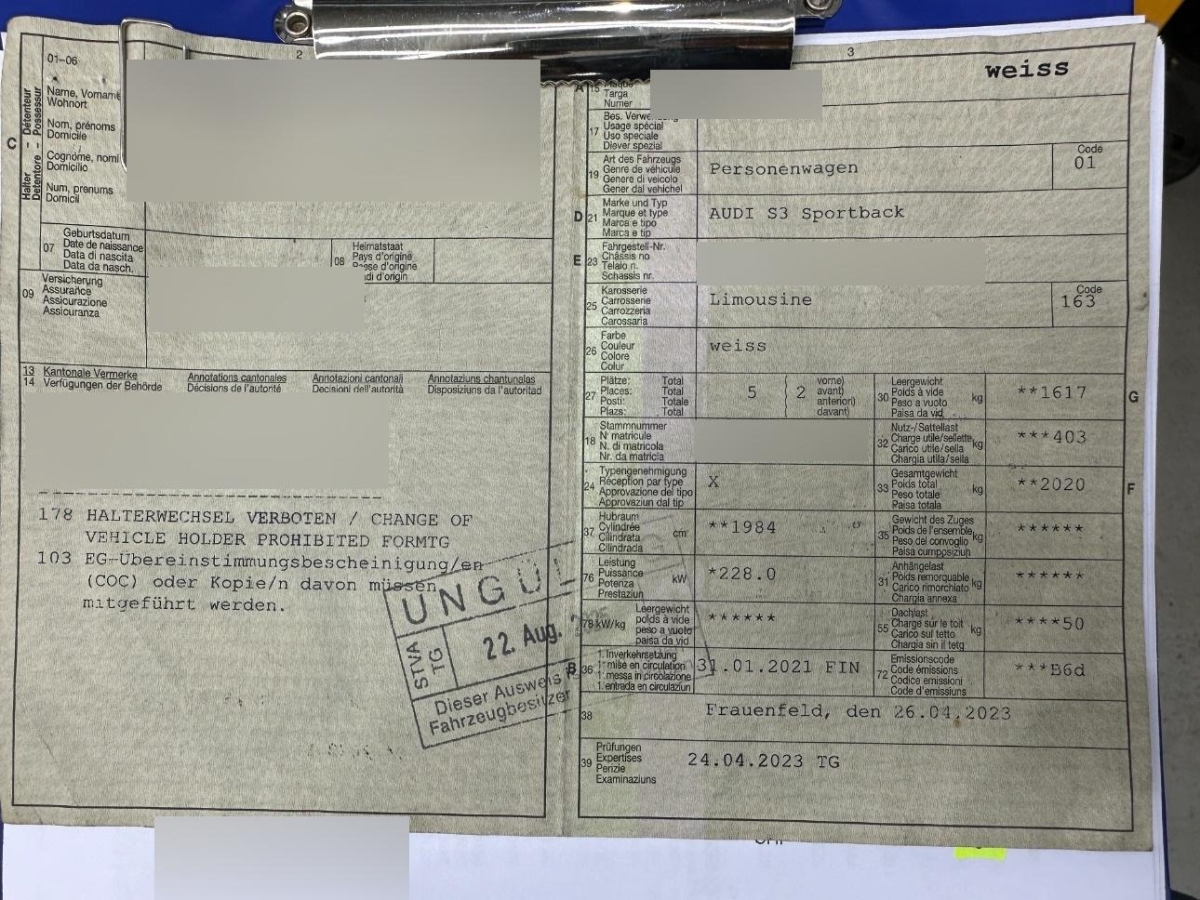 01-06
2
Halter - Détenteur
Detentore - Possessur
C
Name,
Wohnort
Nom, prénoms
Domicile
Cognome,
Domicilio
Num, prenums
Domicil
07
Geburtsdatum
Date de naissance
Data di nascita
Data da nasch.
08
Heimatstaat
Pays d'origine
d'origine
d'origin
09
Versicherung
Assurance
Assicurazione
Assicuranza
13 Kantonale Vermerke
14 Verfügungen der Behörde
Annotations cantonales
Décisions de l'autorité
Annotazioni cantonali
Decisioni dell'autorità
Annotaziuns chantunalas
Disposiziuns da l'autoritad
178 HALTERWECHSEL VERBOTEN / CHANGE OF
VEHICLE HOLDER PROHIBITED FORMTG
103 EG-Übereinstimmungsbescheinigung/en
(COC) oder Kopie/n davon müssen
mitgeführt werden.
STVA
TG
22. Aug.
Dieser Ausweis
Fahrzeugbesitzer
3
weiss
A
15
Targa
Numer
17
Bes.
Usage spécial
Uso speciale
Diever spezial
19
Art des Fahrzeugs
Genre de véhicule
Genere di veicolo
Gener dal vehichel
Personenwagen
Code
01
D 21
Marke und Typ
Marque et type
Marca e tipo
Marca e tip
AUDI S3 Sportback
E 23
Fahrgestell-Nr.
Châssis no
Telaio n.
Schassis nr.
25
Karosserie
Carrosserie
Carrozzeria
Carossaria
Limousine
Code
163
26
Farbe
Couleur
Colore
Colur
weiss
27
Plätze: Total
Places: Total
Posti: Totale
Plazs: Total
5
2
vorne)
avant)
anteriori)
davant)
30
Leergewicht
Poids à vide
Peso a vuoto
Paisa da vid
kg
**1617
G
18
Stammnummer
N matricule
N. di matricola
Nr. da matricla
32
Nutz-/Sattellast
Charge utile/sellette
Carico utile/sella
Chargia utila/sella
kg
***403
24
Typengenehmigung
Réception par type
Approvazione del tipo
Approvaziun dal tip
X
33
Gesamtgewicht
Poids total
Peso totale
Paisa totala
kg
**2020
F
37
Hubraum
Cylindrée
Cilindrata
Cilindrada
cm
**1984
35
Gewicht des Zuges
Poids de l'ensemble
Peso del convoglio
Paisa cumposiziun
kg
******
76
Leistung
Puissance
Potenza
Prestaziun
kW
*228.0
31
Anhängelast
Poids remorquable
Carico rimorchiato
Chargia annexa
kg
******
78 kW/kg
Leergewicht
poids à vide
peso a vuoto
paisa da vid
******
55
Dachlast
Charge sur le toit
Carico sul tetto
Chargia sin il tetg
kg
****50
B 36
1. Inverkehrsetzung
1. mise en circulation
1. messa in circolazione
1. entrada en circulaziun
31.01.2021 FIN
72
Emissionscode
Code émissions
Codice emissioni
Code d'emissiuns
***B6d
38
Frauenfeld, den 26.04.2023
39
Prüfungen
Expertises
Perizie
Examinaziuns
24.04.2023 TG